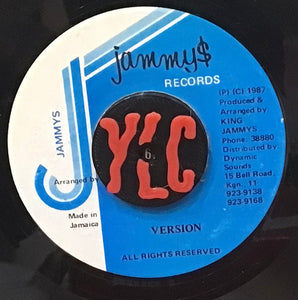 jammy$
RECORDS
JAMMYS
(P) (C) 1987
Produced &
Arranged by
KING
JAMMYS
Phone: 38880
Distributed by
Dynamic
Sounds
15 Bell Road,
Kgn. 11
923-9138
923-9168
Arranged by
YLC
6.
Made in
Jamaica
VERSION
ALL RIGHTS RESERVED